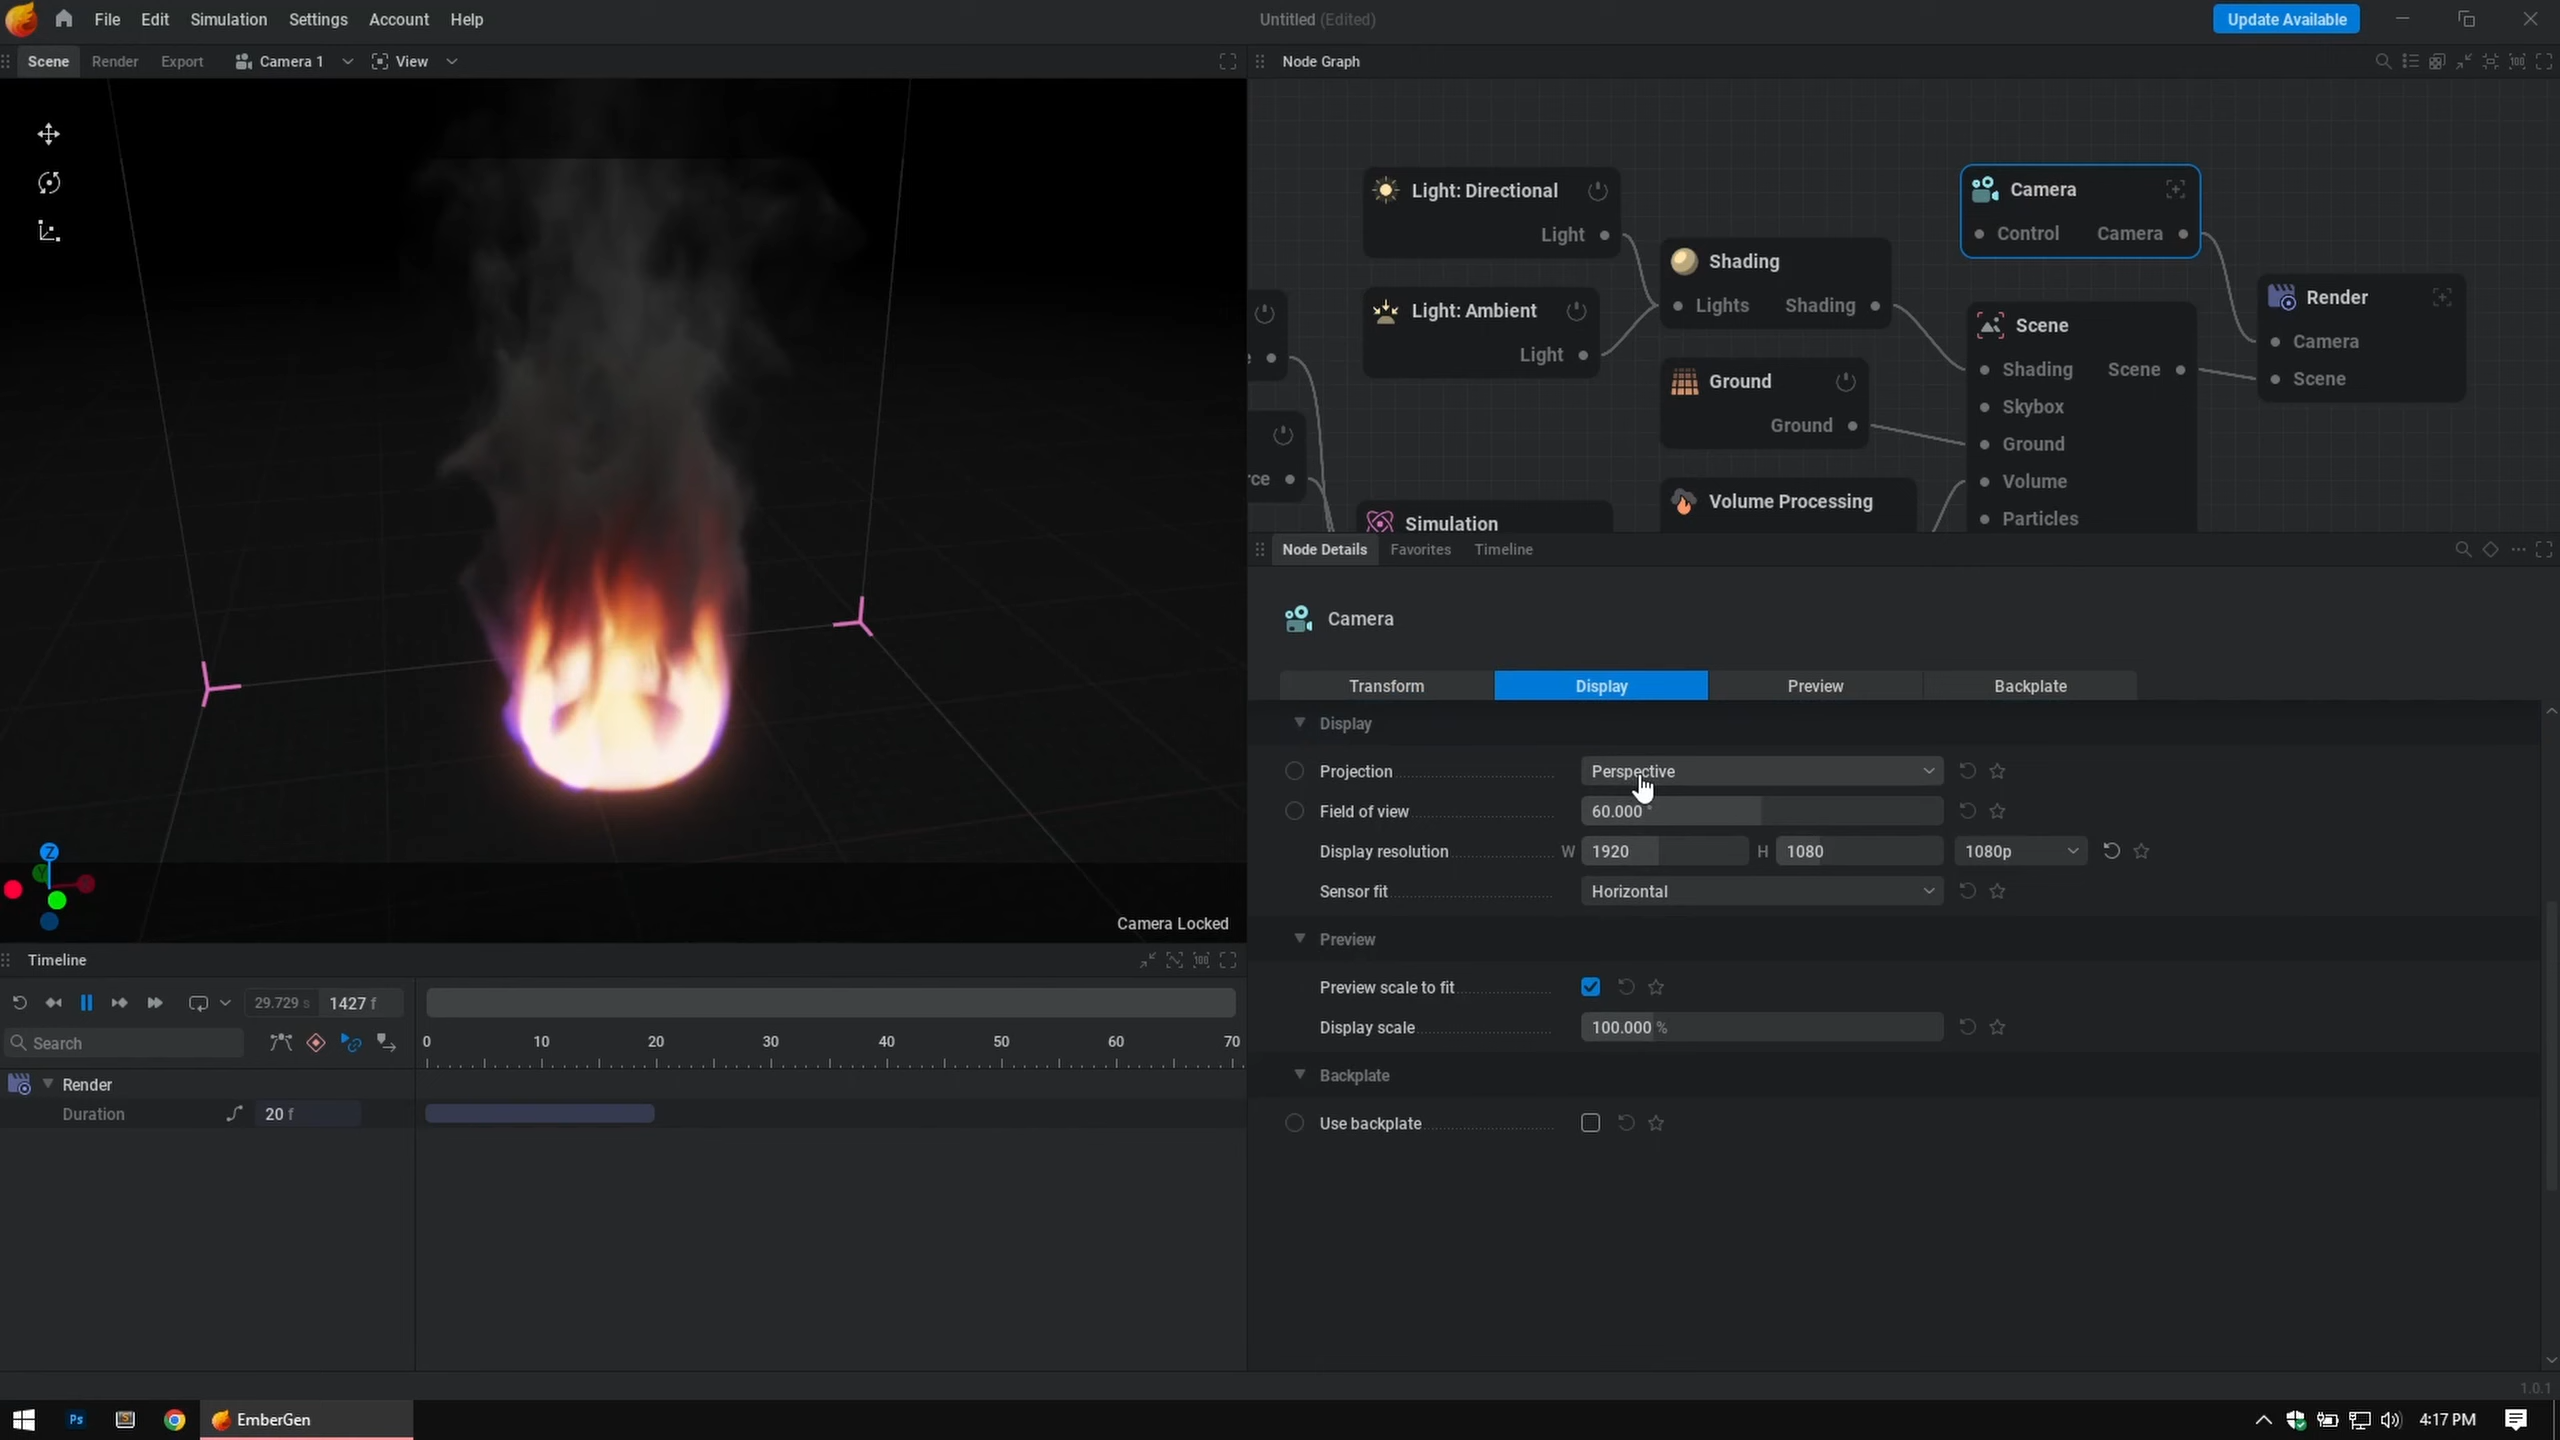 File Edit Simulation Settings Account Help
Untitled (Edited)
Update Available
Scene Render Export Camera 1 View
Node Graph
Light: Directional
Light
Light: Ambient
Light
Shading
Lights Shading
Ground
Ground
Volume Processing
Simulation
rce
Camera
Control Camera
Scene
Shading Scene
Skybox
Ground
Volume
Particles
Render
Camera
Scene
Z
Y
Camera Locked
Node Details Favorites Timeline
Camera
Transform Display Preview Backplate
Display
Projection Perspective
Field of view 60.000 °
Display resolution W 1920 H 1080 1080p
Sensor fit Horizontal
Preview
Preview scale to fit
Display scale 100.000 %
Backplate
Use backplate
Timeline
29.729 s 1427 f
Search
0 10 20 30 40 50 60 70
Render
Duration 20 f
1.0.1
Ps
S
EmberGen
4:17 PM